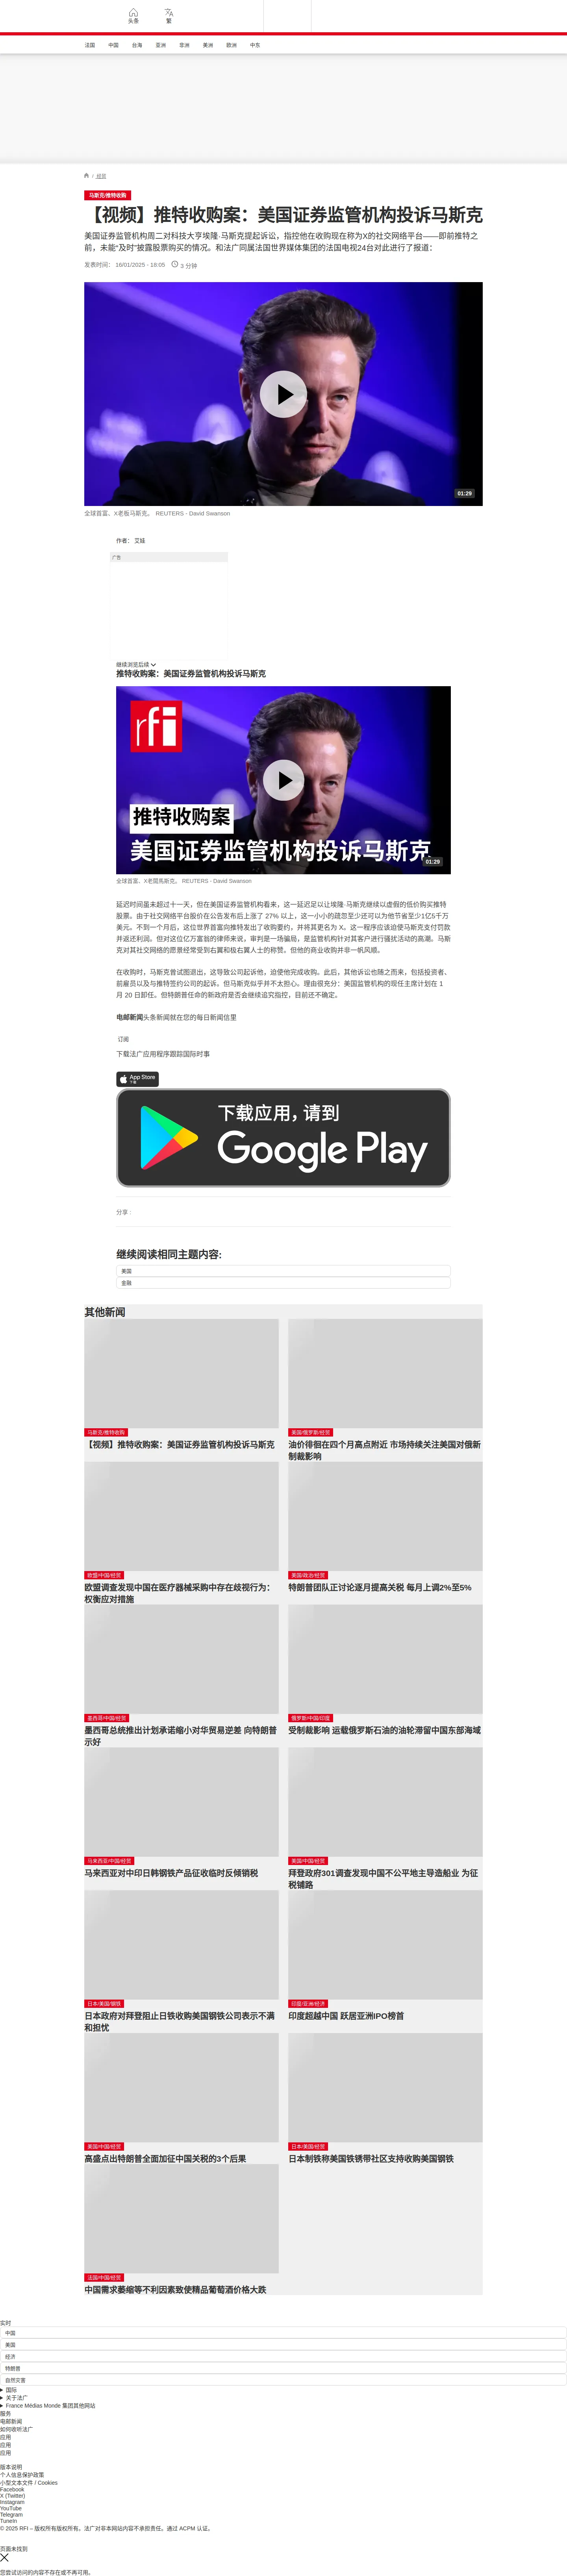 头条
繁
法国 中国 台海 亚洲 非洲 美洲 欧洲 中东
/ 经贸
马斯克/推特收购
【视频】推特收购案：美国证券监管机构投诉马斯克
美国证券监管机构周二对科技大亨埃隆·马斯克提起诉讼，指控他在收购现在称为X的社交网络平台——即前推特之
前，未能“及时”披露股票购买的情况。和法广同属法国世界媒体集团的法国电视24台对此进行了报道：
发表时间： 16/01/2025 - 18:05 3 分钟
01:29
全球首富、X老板马斯克。 REUTERS - David Swanson
作者： 艾娃
广告
继续浏览后续
推特收购案：美国证券监管机构投诉马斯克
rfi
推特收购案
美国证券监管机构投诉马斯克
01:29
全球首富、X老闆馬斯克。 REUTERS - David Swanson
延迟时间虽未超过十一天，但在美国证券监管机构看来，这一延迟足以让埃隆·马斯克继续以虚假的低价购买推特
股票。由于社交网络平台股价在公告发布后上涨了 27% 以上，这一小小的疏忽至少还可以为他节省至少1亿5千万
美元。不到一个月后，这位世界首富向推特发出了收购要约，并将其更名为 X。这一程序应该迫使马斯克支付罚款
并返还利润。但对这位亿万富翁的律师来说，审判是一场骗局，是监管机构针对其客户进行骚扰活动的高潮。马斯
克对其社交网络的愿景经常受到右翼和极右翼人士的称赞。但他的商业收购并非一帆风顺。
在收购时，马斯克曾试图退出，这导致公司起诉他，迫使他完成收购。此后，其他诉讼也随之而来，包括投资者、
前雇员以及与推特签约公司的起诉。但马斯克似乎并不太担心。理由很充分：美国监管机构的现任主席计划在 1
月 20 日卸任。但特朗普任命的新政府是否会继续追究指控，目前还不确定。
电邮新闻头条新闻就在您的每日新闻信里
订阅
下载法广应用程序跟踪国际时事
App Store
下载
下载应用，请到
Google Play
分享 :
继续阅读相同主题内容:
美国
金融
其他新闻
马斯克/推特收购
【视频】推特收购案：美国证券监管机构投诉马斯克
美国/俄罗斯/经贸
油价徘徊在四个月高点附近 市场持续关注美国对俄新
制裁影响
欧盟/中国/经贸
欧盟调查发现中国在医疗器械采购中存在歧视行为：
权衡应对措施
美国/政治/经贸
特朗普团队正讨论逐月提高关税 每月上调2%至5%
墨西哥/中国/经贸
墨西哥总统推出计划承诺缩小对华贸易逆差 向特朗普
示好
俄罗斯/中国/印度
受制裁影响 运载俄罗斯石油的油轮滞留中国东部海域
马来西亚/中国/经贸
马来西亚对中印日韩钢铁产品征收临时反倾销税
美国/中国/经贸
拜登政府301调查发现中国不公平地主导造船业 为征
税铺路
日本/美国/钢铁
日本政府对拜登阻止日铁收购美国钢铁公司表示不满
和担忧
印度/亚洲/经济
印度超越中国 跃居亚洲IPO榜首
美国/中国/经贸
高盛点出特朗普全面加征中国关税的3个后果
日本/美国/经贸
日本制铁称美国铁锈带社区支持收购美国钢铁
法国/中国/经贸
中国需求萎缩等不利因素致使精品葡萄酒价格大跌
实时
中国
美国
经济
特朗普
自然灾害
国际
关于法广
France Médias Monde 集团其他网站
服务
电邮新闻
如何收听法广
应用
应用
应用
版本说明
个人信息保护政策
小型文本文件 / Cookies
Facebook
X (Twitter)
Instagram
YouTube
Telegram
TuneIn
© 2025 RFI – 版权所有版权所有。法广对非本网站内容不承担责任。通过 ACPM 认证。
页面未找到
您尝试访问的内容不存在或不再可用。